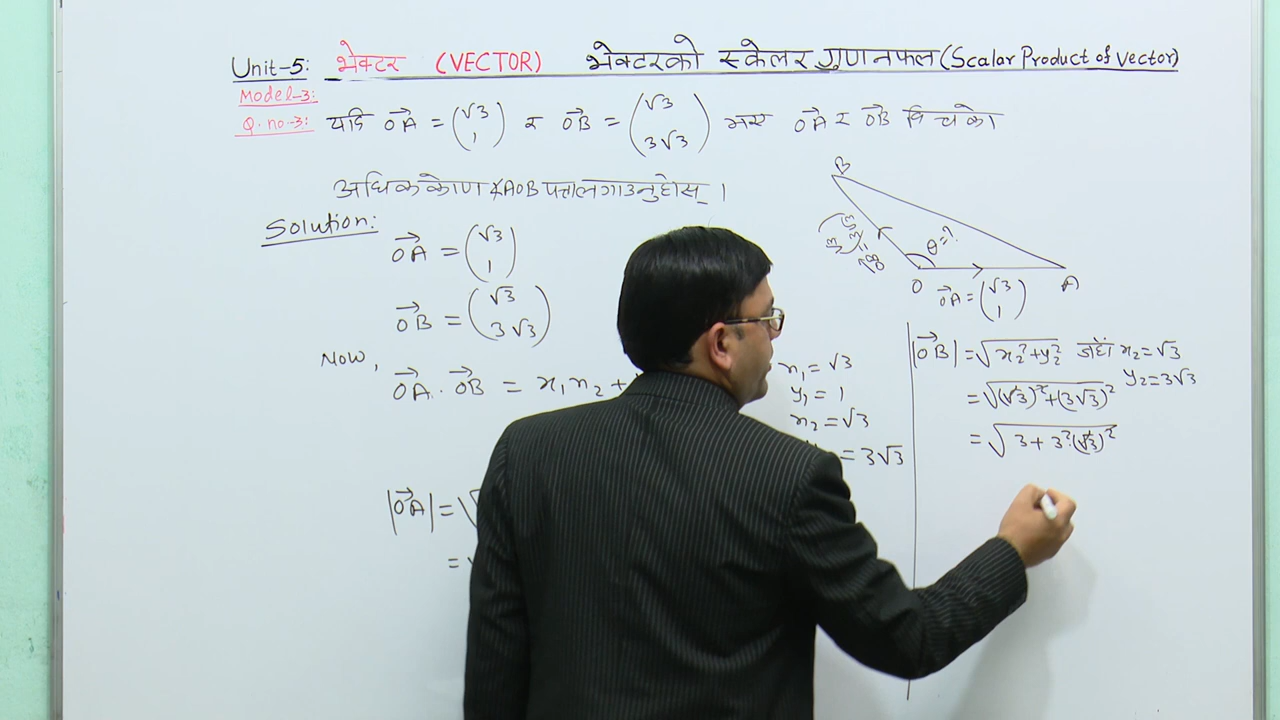 Unit-5: भेक्टर (VECTOR) भेक्टरको स्केलर गुणनफल (Scalar Product of Vector)
Model-3:
Q. no-3: यदि OA⃗ = (√3 1) र OB⃗ = (√3 3√3) भए OA⃗ र OB⃗ बिचको
अधिककोण ∡AOB पत्तालगाउनुहोस् ।
Solution:
OA⃗ = (√3 1)
OB⃗ = (√3 3√3)
Now,
OA⃗ . OB⃗ = x₁x₂ +
|OA⃗| = √
= √
x₁ = √3
y₁ = 1
x₂ = √3
= 3√3
B
θ=?
O
A
OA⃗ = (√3 1)
|OB⃗| = √x₂²+y₂² जहाँ x₂ = √3
y₂ = 3√3
= √(√3)²+(3√3)²
= √3+3²·(√3)²